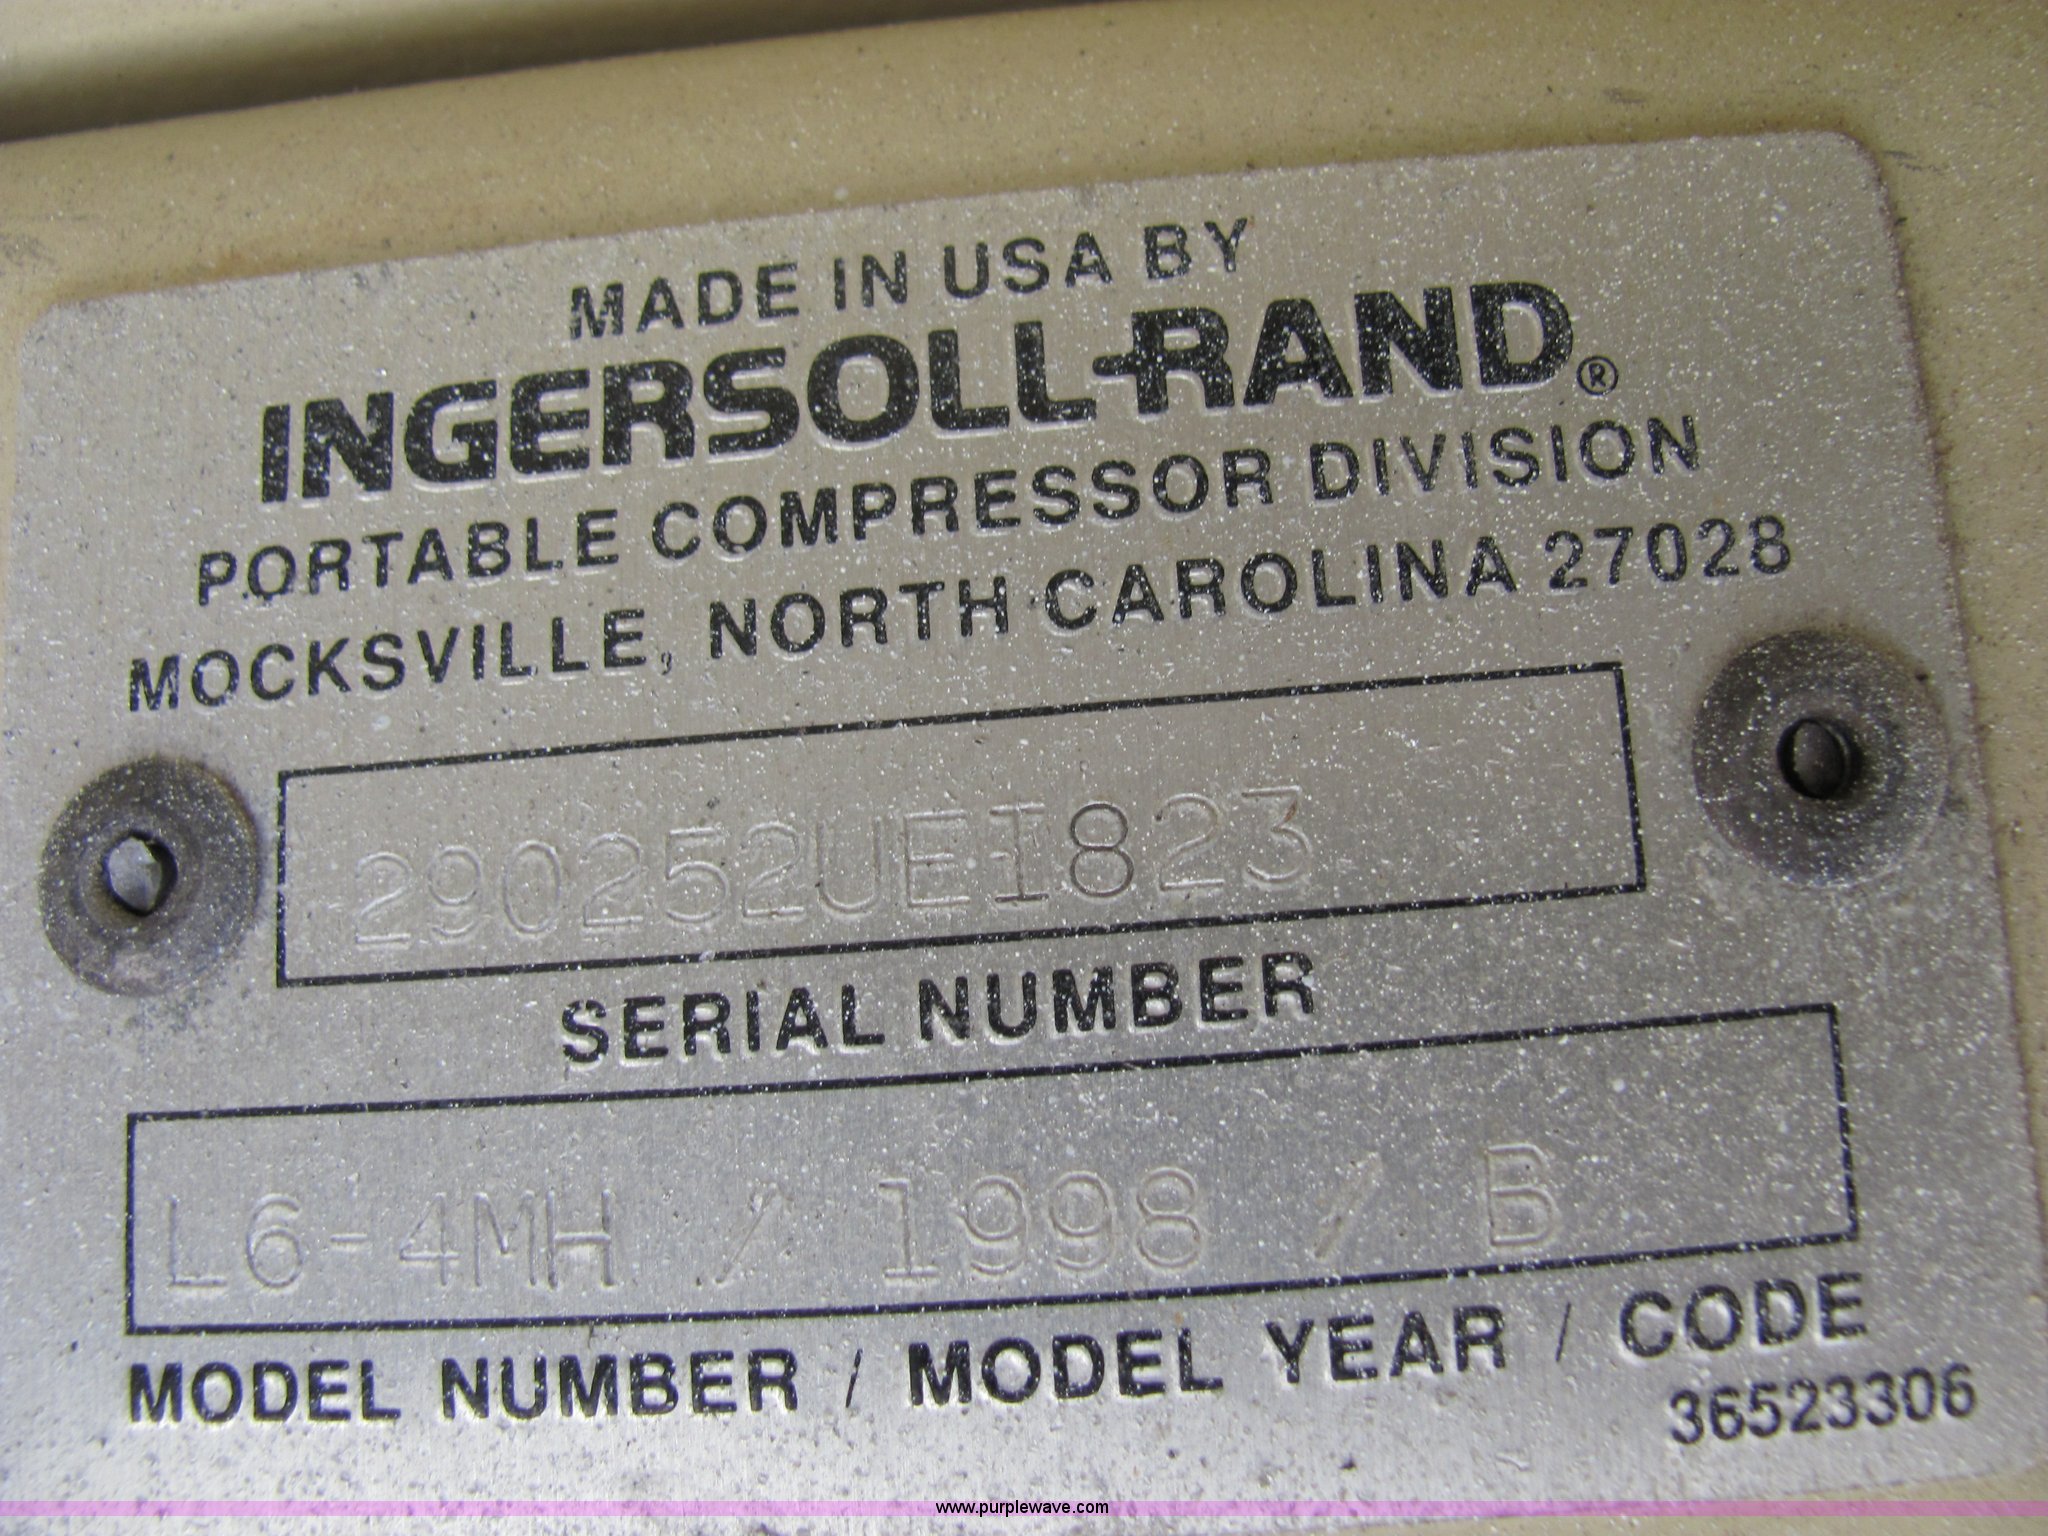 MADE IN USA BY
INGERSOLL-RAND®
PORTABLE COMPRESSOR DIVISION
MOCKSVILLE, NORTH CAROLINA 27028
290252UEI823
SERIAL NUMBER
L6-4MH / 1998 / B
MODEL NUMBER / MODEL YEAR / CODE
36523306
www.purplewave.com